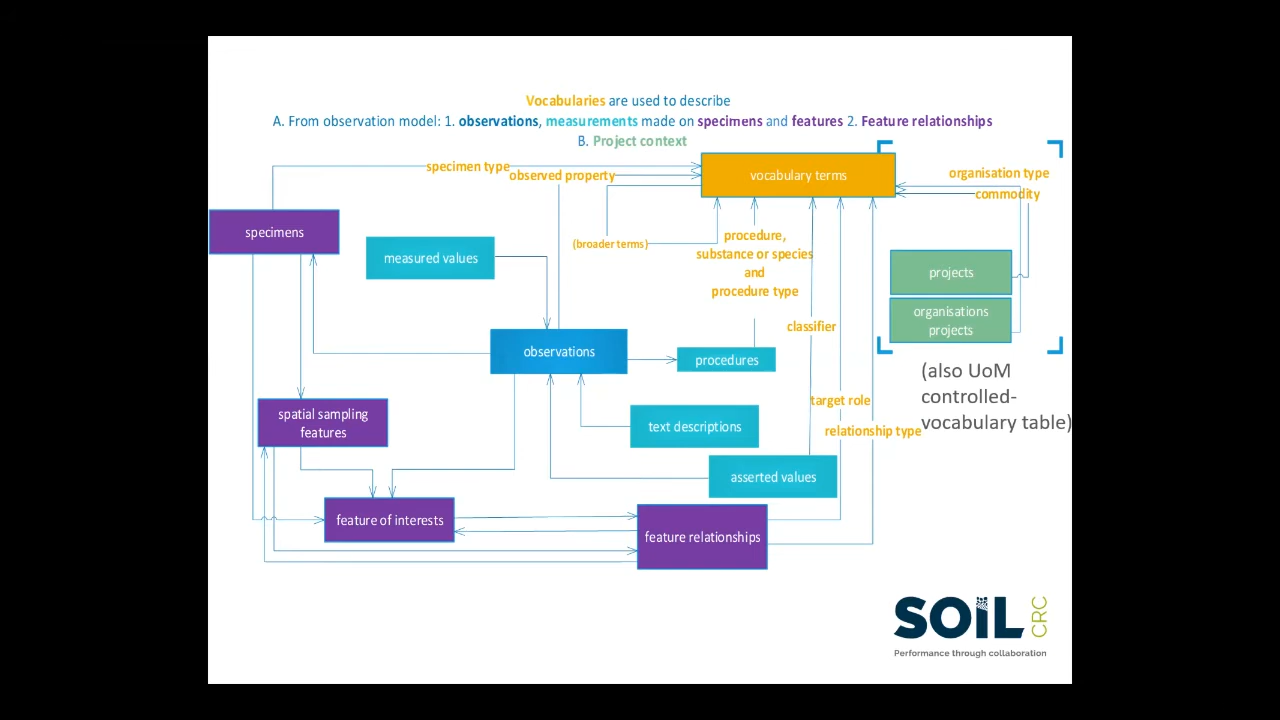 Vocabularies are used to describe
A. From observation model: 1. observations, measurements made on specimens and features 2. Feature relationships
B. Project context
specimen type
observed property
vocabulary terms
organisation type
commodity
specimens
measured values
(broader terms)
procedure,
substance or species
and
procedure type
projects
organisations
projects
classifier
observations
procedures
(also UoM
controlled-
vocabulary table)
spatial sampling
features
text descriptions
target role
relationship type
asserted values
feature of interests
feature relationships
SOIL CRC
Performance through collaboration